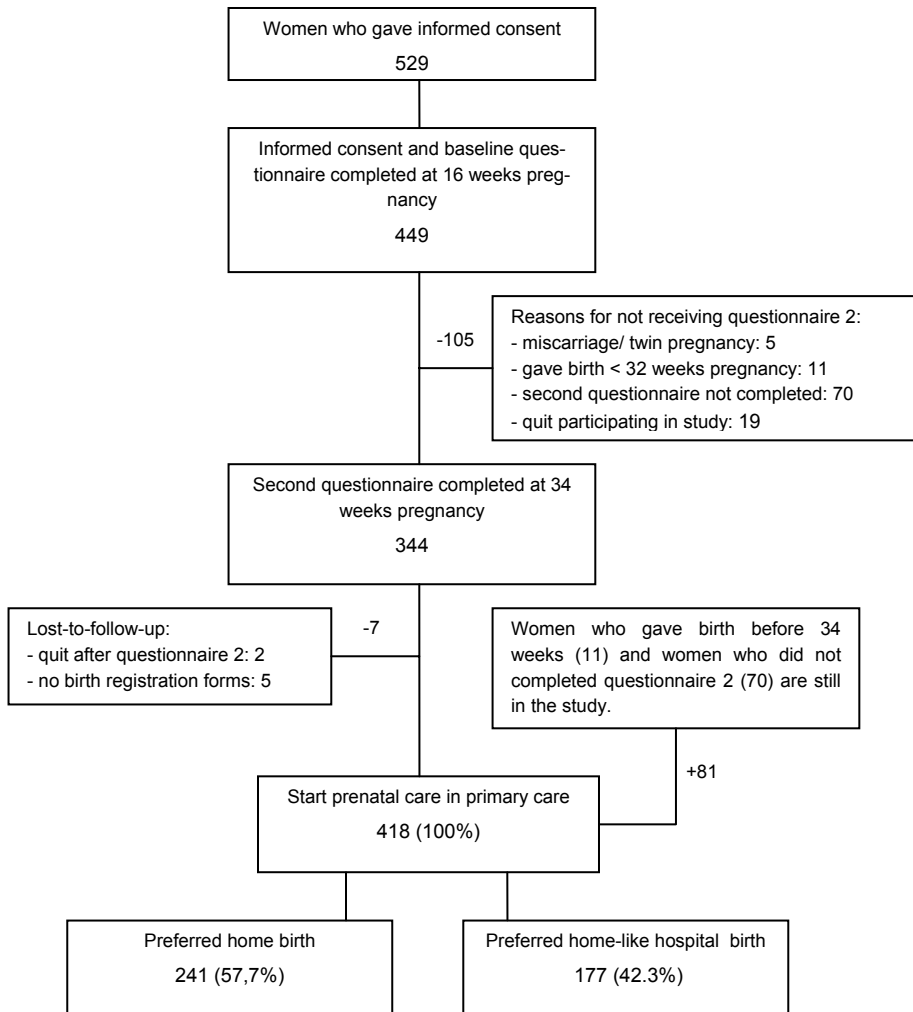 Women who gave informed consent
529
Informed consent and baseline ques-
tionnaire completed at 16 weeks preg-
nancy
449
-105
Reasons for not receiving questionnaire 2:
- miscarriage/ twin pregnancy: 5
- gave birth < 32 weeks pregnancy: 11
- second questionnaire not completed: 70
- quit participating in study: 19
Second questionnaire completed at 34
weeks pregnancy
344
Lost-to-follow-up:
- quit after questionnaire 2: 2
- no birth registration forms: 5
-7
Women who gave birth before 34
weeks (11) and women who did not
completed questionnaire 2 (70) are still
in the study.
+81
Start prenatal care in primary care
418 (100%)
Preferred home birth
241 (57,7%)
Preferred home-like hospital birth
177 (42.3%)